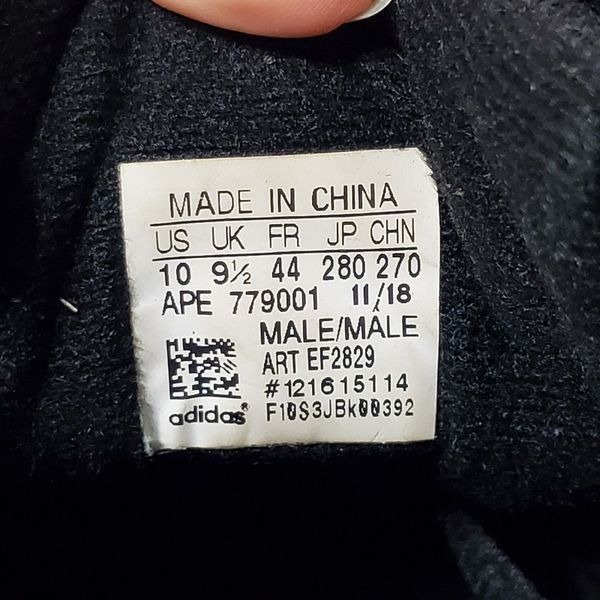 MADE IN CHINA
US UK FR JP CHN
10 9½ 44 280 270
APE 779001 11/18
MALE/MÂLE
ART EF2829
#121615114
F10S3JBk00392
adidas